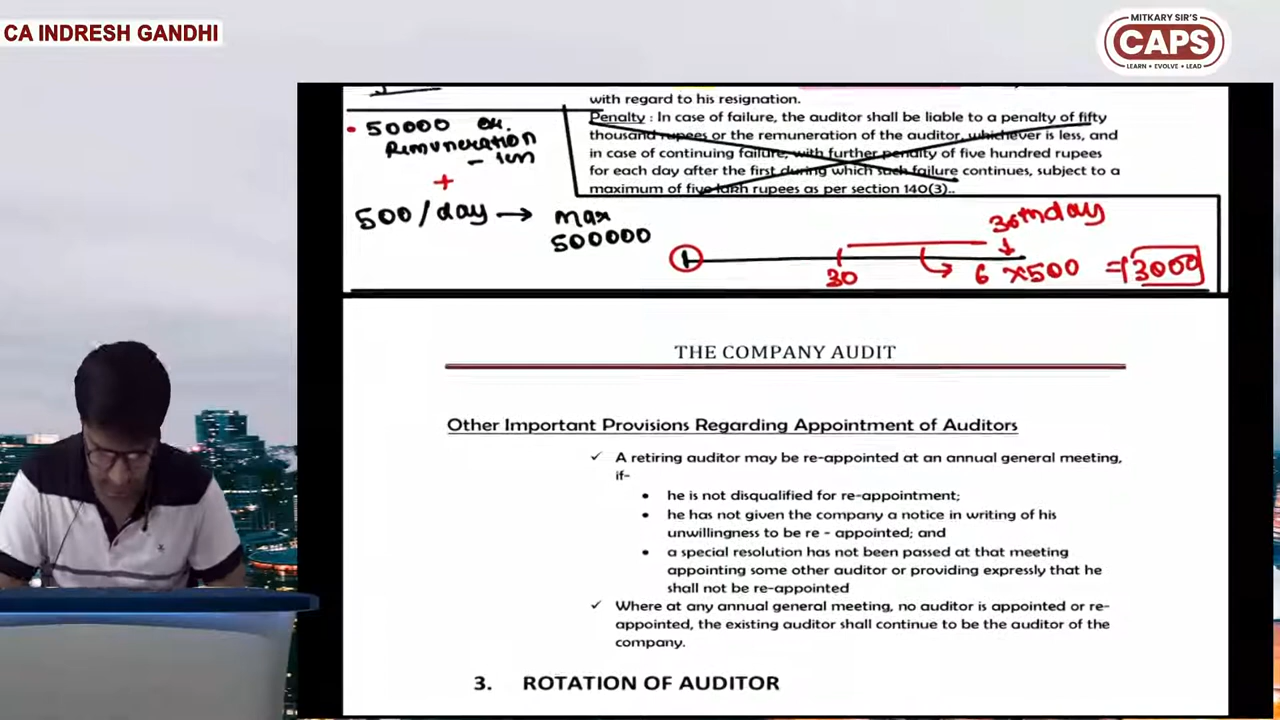 CA INDRESH GANDHI
MITKARY SIR'S
CAPS
LEARN • EVOLVE • LEAD
with regard to his resignation.
Penalty : In case of failure, the auditor shall be liable to a penalty of fifty
thousand rupees or the remuneration of the auditor, whichever is less, and
in case of continuing failure, with further penalty of five hundred rupees
for each day after the first during which such failure continues, subject to a
maximum of five lakh rupees as per section 140(3)..
• 50000 or.
Remuneration
- less
+
500/day → max
500000
30
36th day
6 × 500 = 3000
THE COMPANY AUDIT
Other Important Provisions Regarding Appointment of Auditors
✓ A retiring auditor may be re-appointed at an annual general meeting,
if-
• he is not disqualified for re-appointment;
• he has not given the company a notice in writing of his
unwillingness to be re - appointed; and
• a special resolution has not been passed at that meeting
appointing some other auditor or providing expressly that he
shall not be re-appointed
✓ Where at any annual general meeting, no auditor is appointed or re-
appointed, the existing auditor shall continue to be the auditor of the
company.
3. ROTATION OF AUDITOR